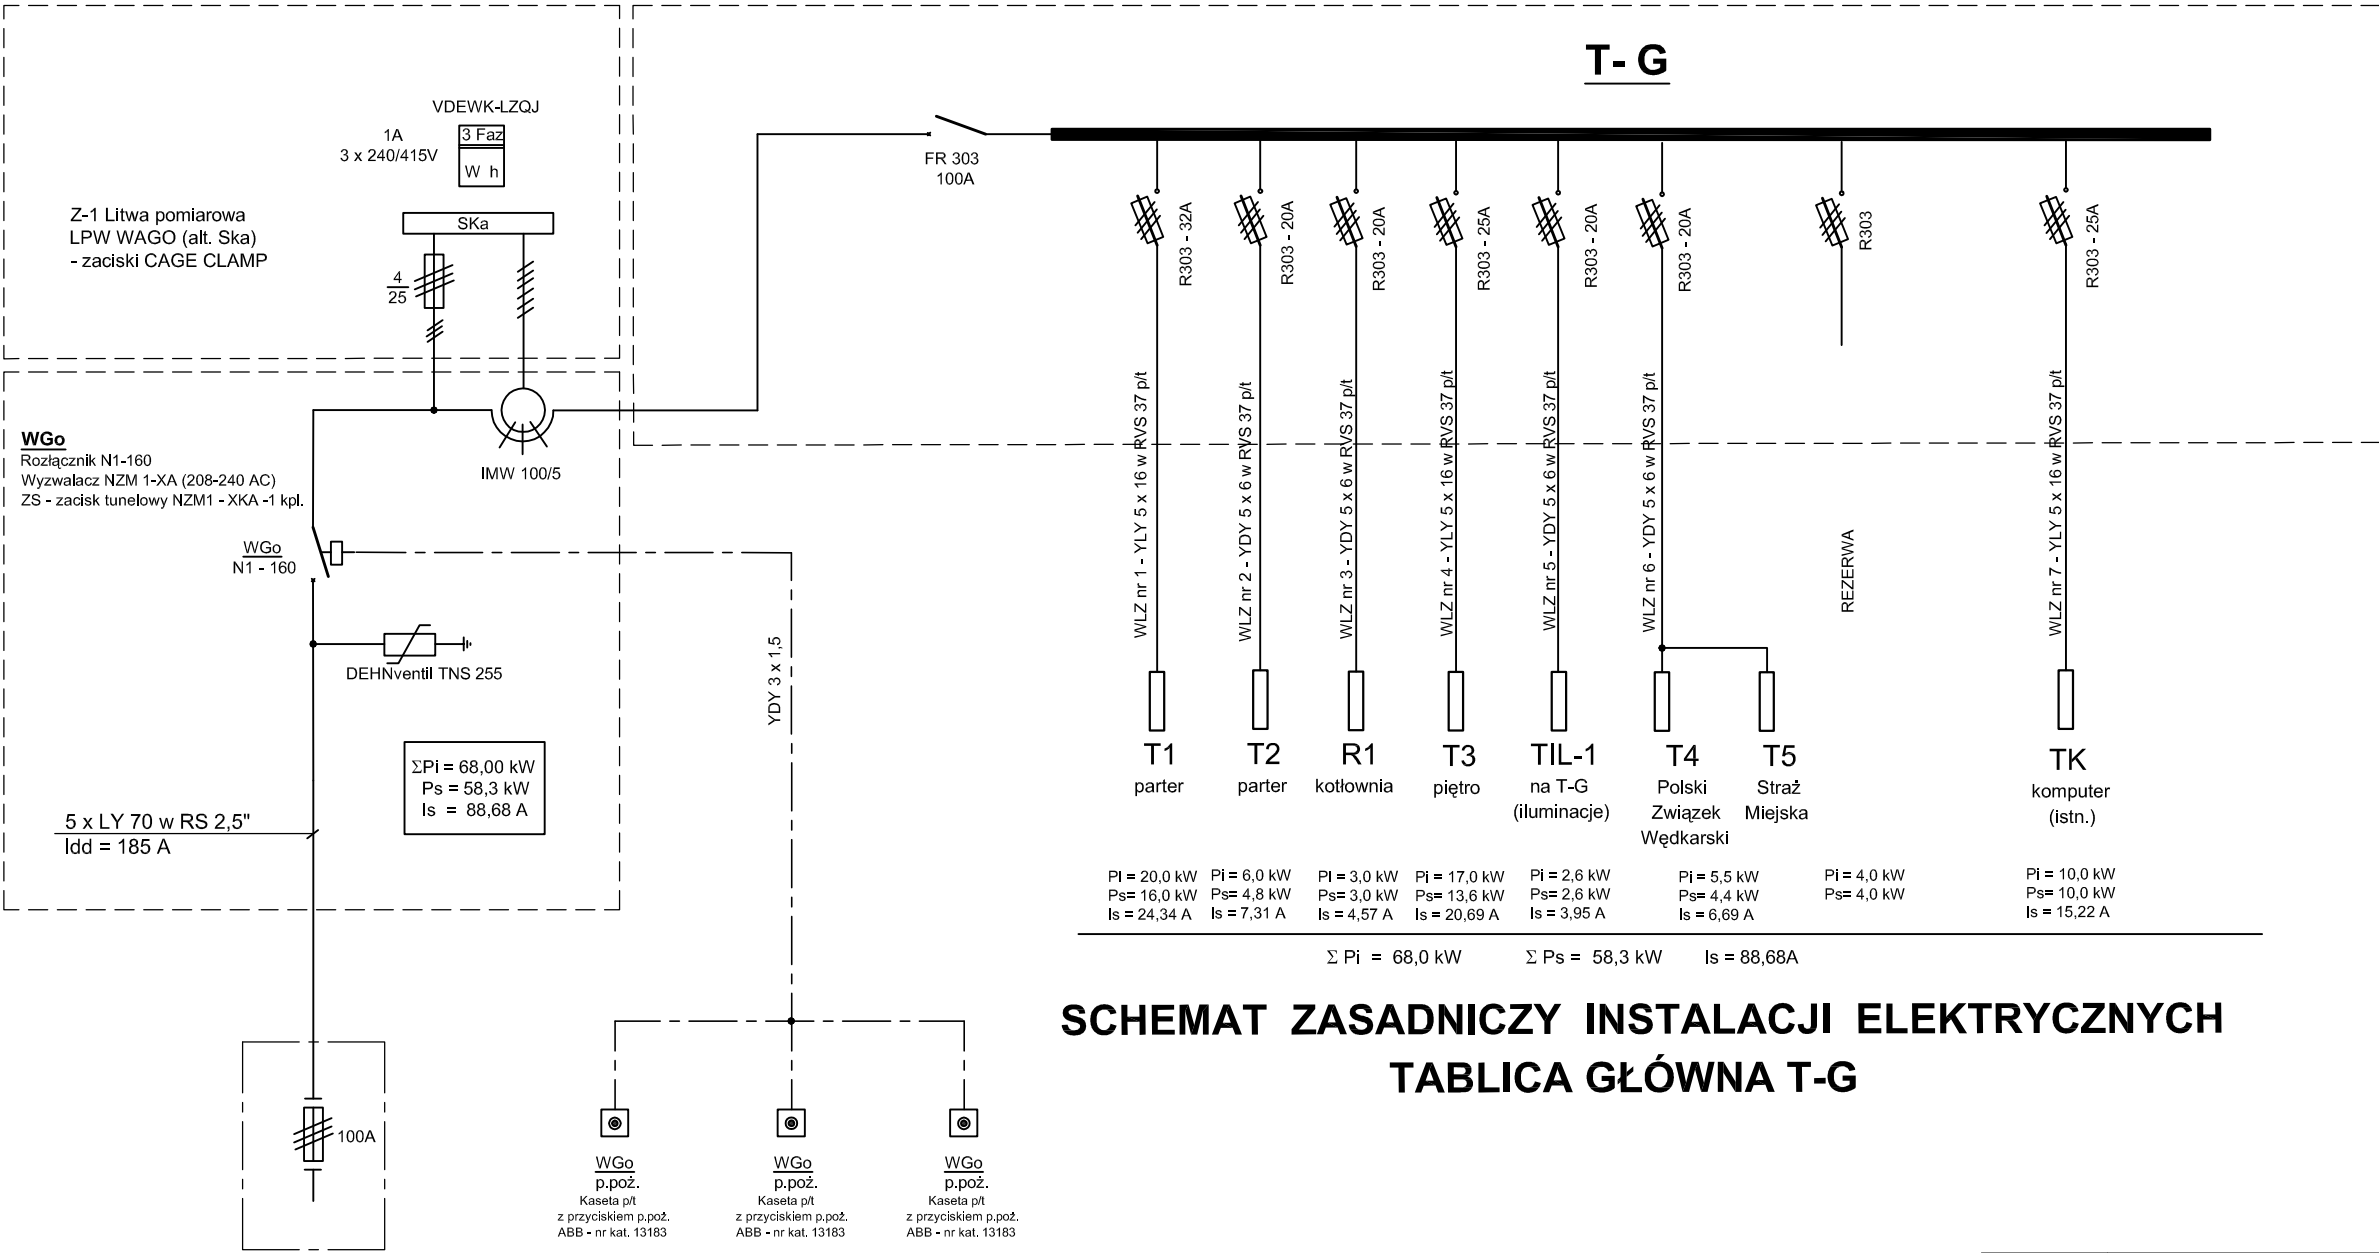 T- G
VDEWK-LZQJ
1A
3 x 240/415V
3 Faz
W h
Z-1 Litwa pomiarowa
LPW WAGO (alt. Ska)
- zaciski CAGE CLAMP
SKa
4
25
FR 303
100A
R303 - 32A
R303 - 20A
R303 - 20A
R303 - 25A
R303 - 20A
R303 - 20A
R303
R303 - 25A
WGo
Rozłącznik N1-160
Wyzwalacz NZM 1-XA (208-240 AC)
ZS - zacisk tunelowy NZM1 - XKA -1 kpl.
IMW 100/5
WGo
N1 - 160
DEHNventil TNS 255
ΣPi = 68,00 kW
Ps = 58,3 kW
Is = 88,68 A
5 x LY 70 w RS 2,5"
Idd = 185 A
YDY 3 x 1,5
WLZ nr 1 - YLY 5 x 16 w RVS 37 p/t
WLZ nr 2 - YDY 5 x 6 w RVS 37 p/t
WLZ nr 3 - YDY 5 x 6 w RVS 37 p/t
WLZ nr 4 - YLY 5 x 16 w RVS 37 p/t
WLZ nr 5 - YDY 5 x 6 w RVS 37 p/t
WLZ nr 6 - YDY 5 x 6 w RVS 37 p/t
REZERWA
WLZ nr 7 - YLY 5 x 16 w RVS 37 p/t
T1
parter
T2
parter
R1
kotłownia
T3
piętro
TIL-1
na T-G
(iluminacje)
T4
Polski
Związek
Wędkarski
T5
Straż
Miejska
TK
komputer
(istn.)
PI = 20,0 kW
Ps= 16,0 kW
Is = 24,34 A
Pi = 6,0 kW
Ps= 4,8 kW
Is = 7,31 A
PI = 3,0 kW
Ps= 3,0 kW
Is = 4,57 A
Pi = 17,0 kW
Ps= 13,6 kW
Is = 20,69 A
Pi = 2,6 kW
Ps= 2,6 kW
Is = 3,95 A
Pi = 5,5 kW
Ps= 4,4 kW
Is = 6,69 A
Pi = 4,0 kW
Ps= 4,0 kW
Pi = 10,0 kW
Ps= 10,0 kW
Is = 15,22 A
Σ Pi = 68,0 kW Σ Ps = 58,3 kW Is = 88,68A
SCHEMAT ZASADNICZY INSTALACJI ELEKTRYCZNYCH
TABLICA GŁÓWNA T-G
100A
WGo
p.poż.
Kaseta p/t
z przyciskiem p.poż.
ABB - nr kat. 13183
WGo
p.poż.
Kaseta p/t
z przyciskiem p.poż.
ABB - nr kat. 13183
WGo
p.poż.
Kaseta p/t
z przyciskiem p.poż.
ABB - nr kat. 13183